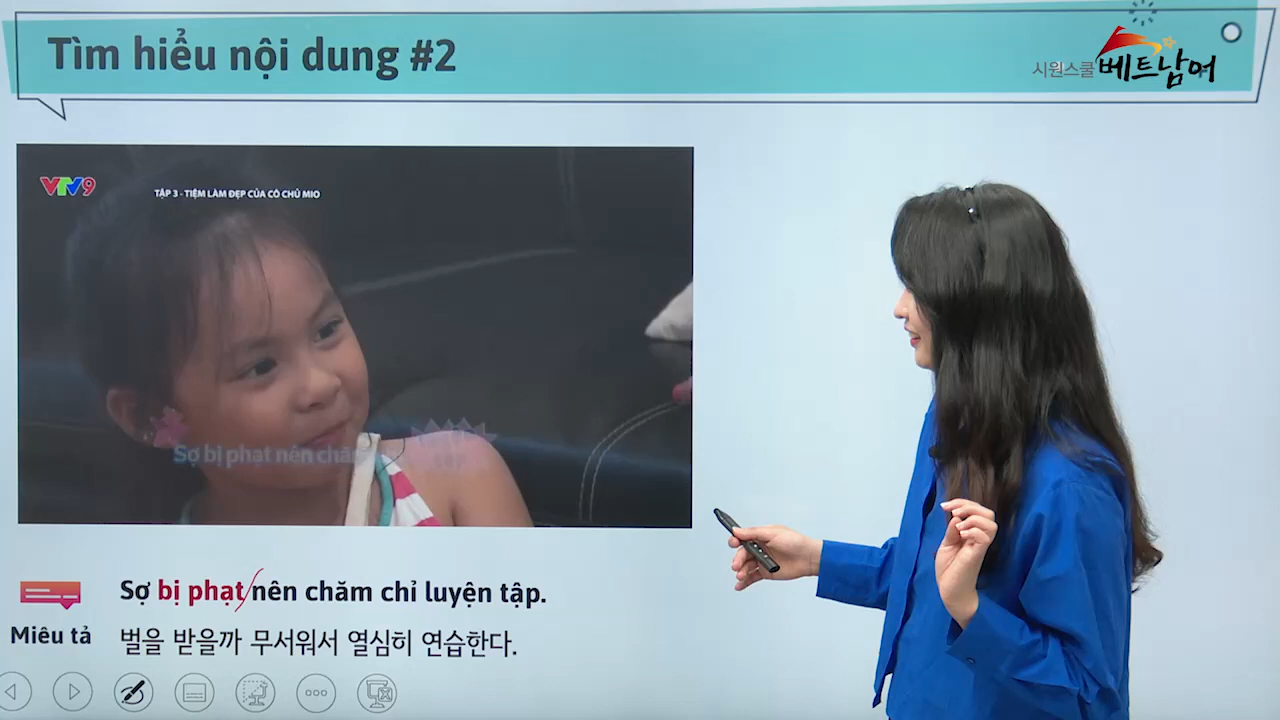 Tìm hiểu nội dung #2
시원스쿨 베트남어
VTV9
TẬP 3 - TIỆM LÀM ĐẸP CỦA CÔ CHỦ MIO
Sợ bị phạt nên chăm
Sợ bị phạt nên chăm chỉ luyện tập.
Miêu tả
벌을 받을까 무서워서 열심히 연습한다.